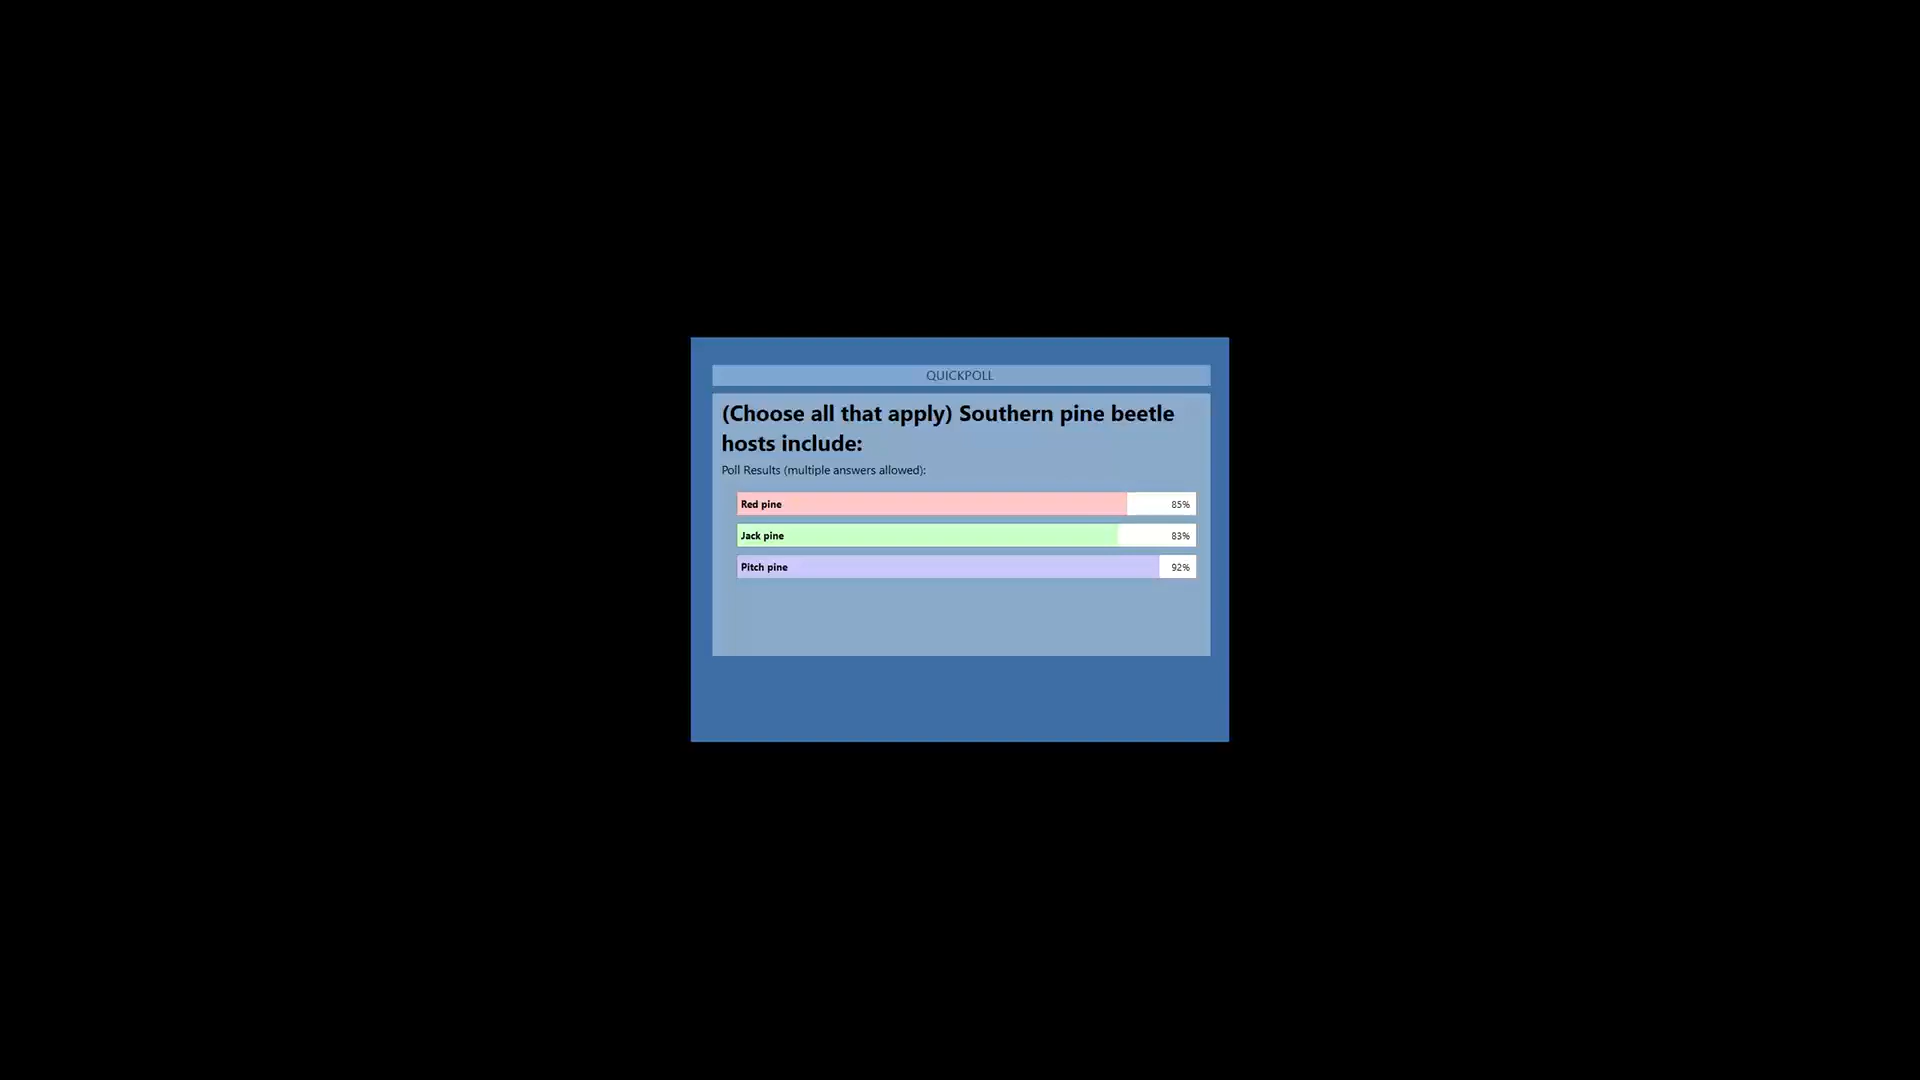 QUICKPOLL
(Choose all that apply) Southern pine beetle
hosts include:
Poll Results (multiple answers allowed):
Red pine 85%
Jack pine 83%
Pitch pine 92%